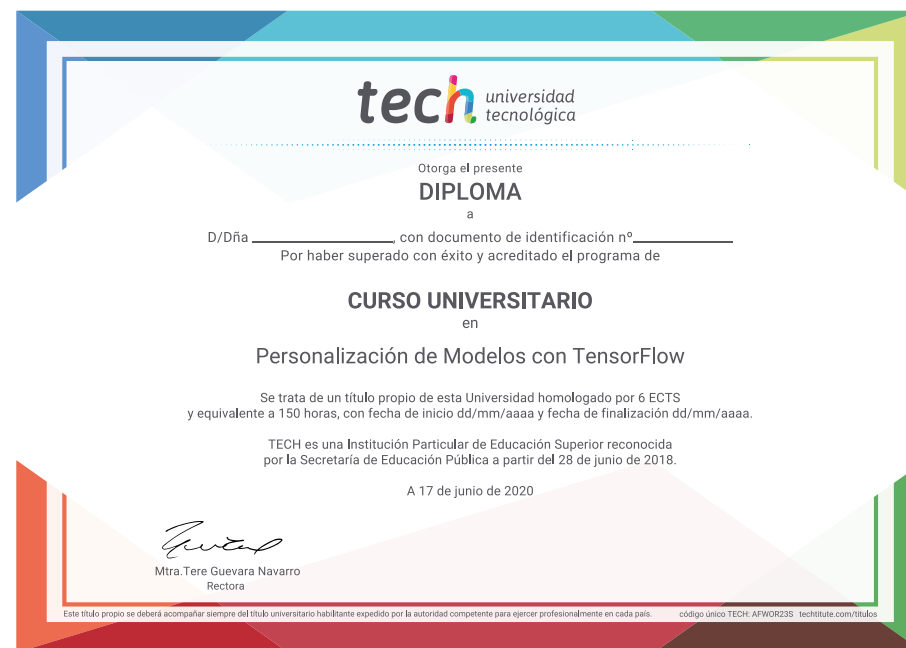 tech universidad
tecnológica
Otorga el presente
DIPLOMA
a
D/Dña ____________________, con documento de identificación nº______________
Por haber superado con éxito y acreditado el programa de
CURSO UNIVERSITARIO
en
Personalización de Modelos con TensorFlow
Se trata de un título propio de esta Universidad homologado por 6 ECTS
y equivalente a 150 horas, con fecha de inicio dd/mm/aaaa y fecha de finalización dd/mm/aaaa.
TECH es una Institución Particular de Educación Superior reconocida
por la Secretaría de Educación Pública a partir del 28 de junio de 2018.
A 17 de junio de 2020
Mtra.Tere Guevara Navarro
Rectora
Este título propio se deberá acompañar siempre del título universitario habilitante expedido por la autoridad competente para ejercer profesionalmente en cada país. código único TECH: AFWOR23S techtitute.com/titulos